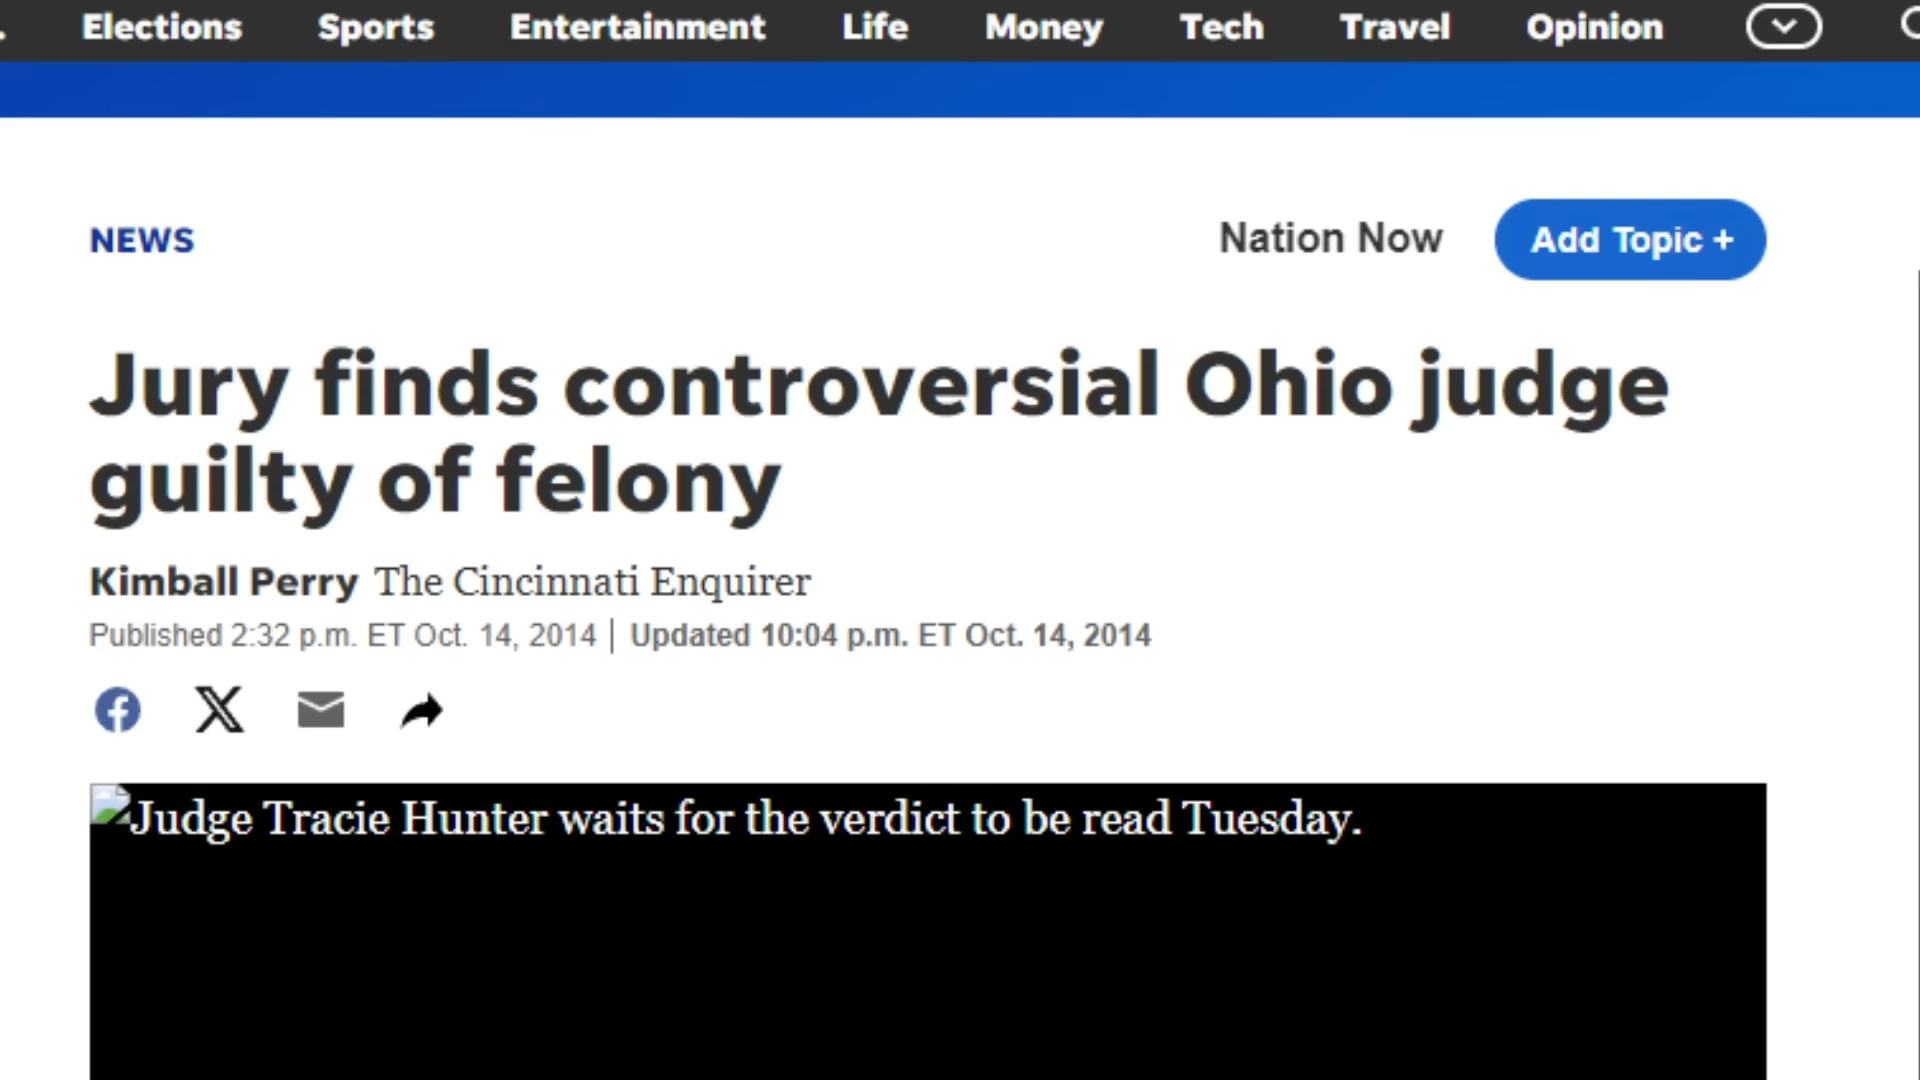 Elections Sports Entertainment Life Money Tech Travel Opinion
NEWS
Nation Now
Add Topic +
Jury finds controversial Ohio judge
guilty of felony
Kimball Perry The Cincinnati Enquirer
Published 2:32 p.m. ET Oct. 14, 2014 | Updated 10:04 p.m. ET Oct. 14, 2014
Judge Tracie Hunter waits for the verdict to be read Tuesday.